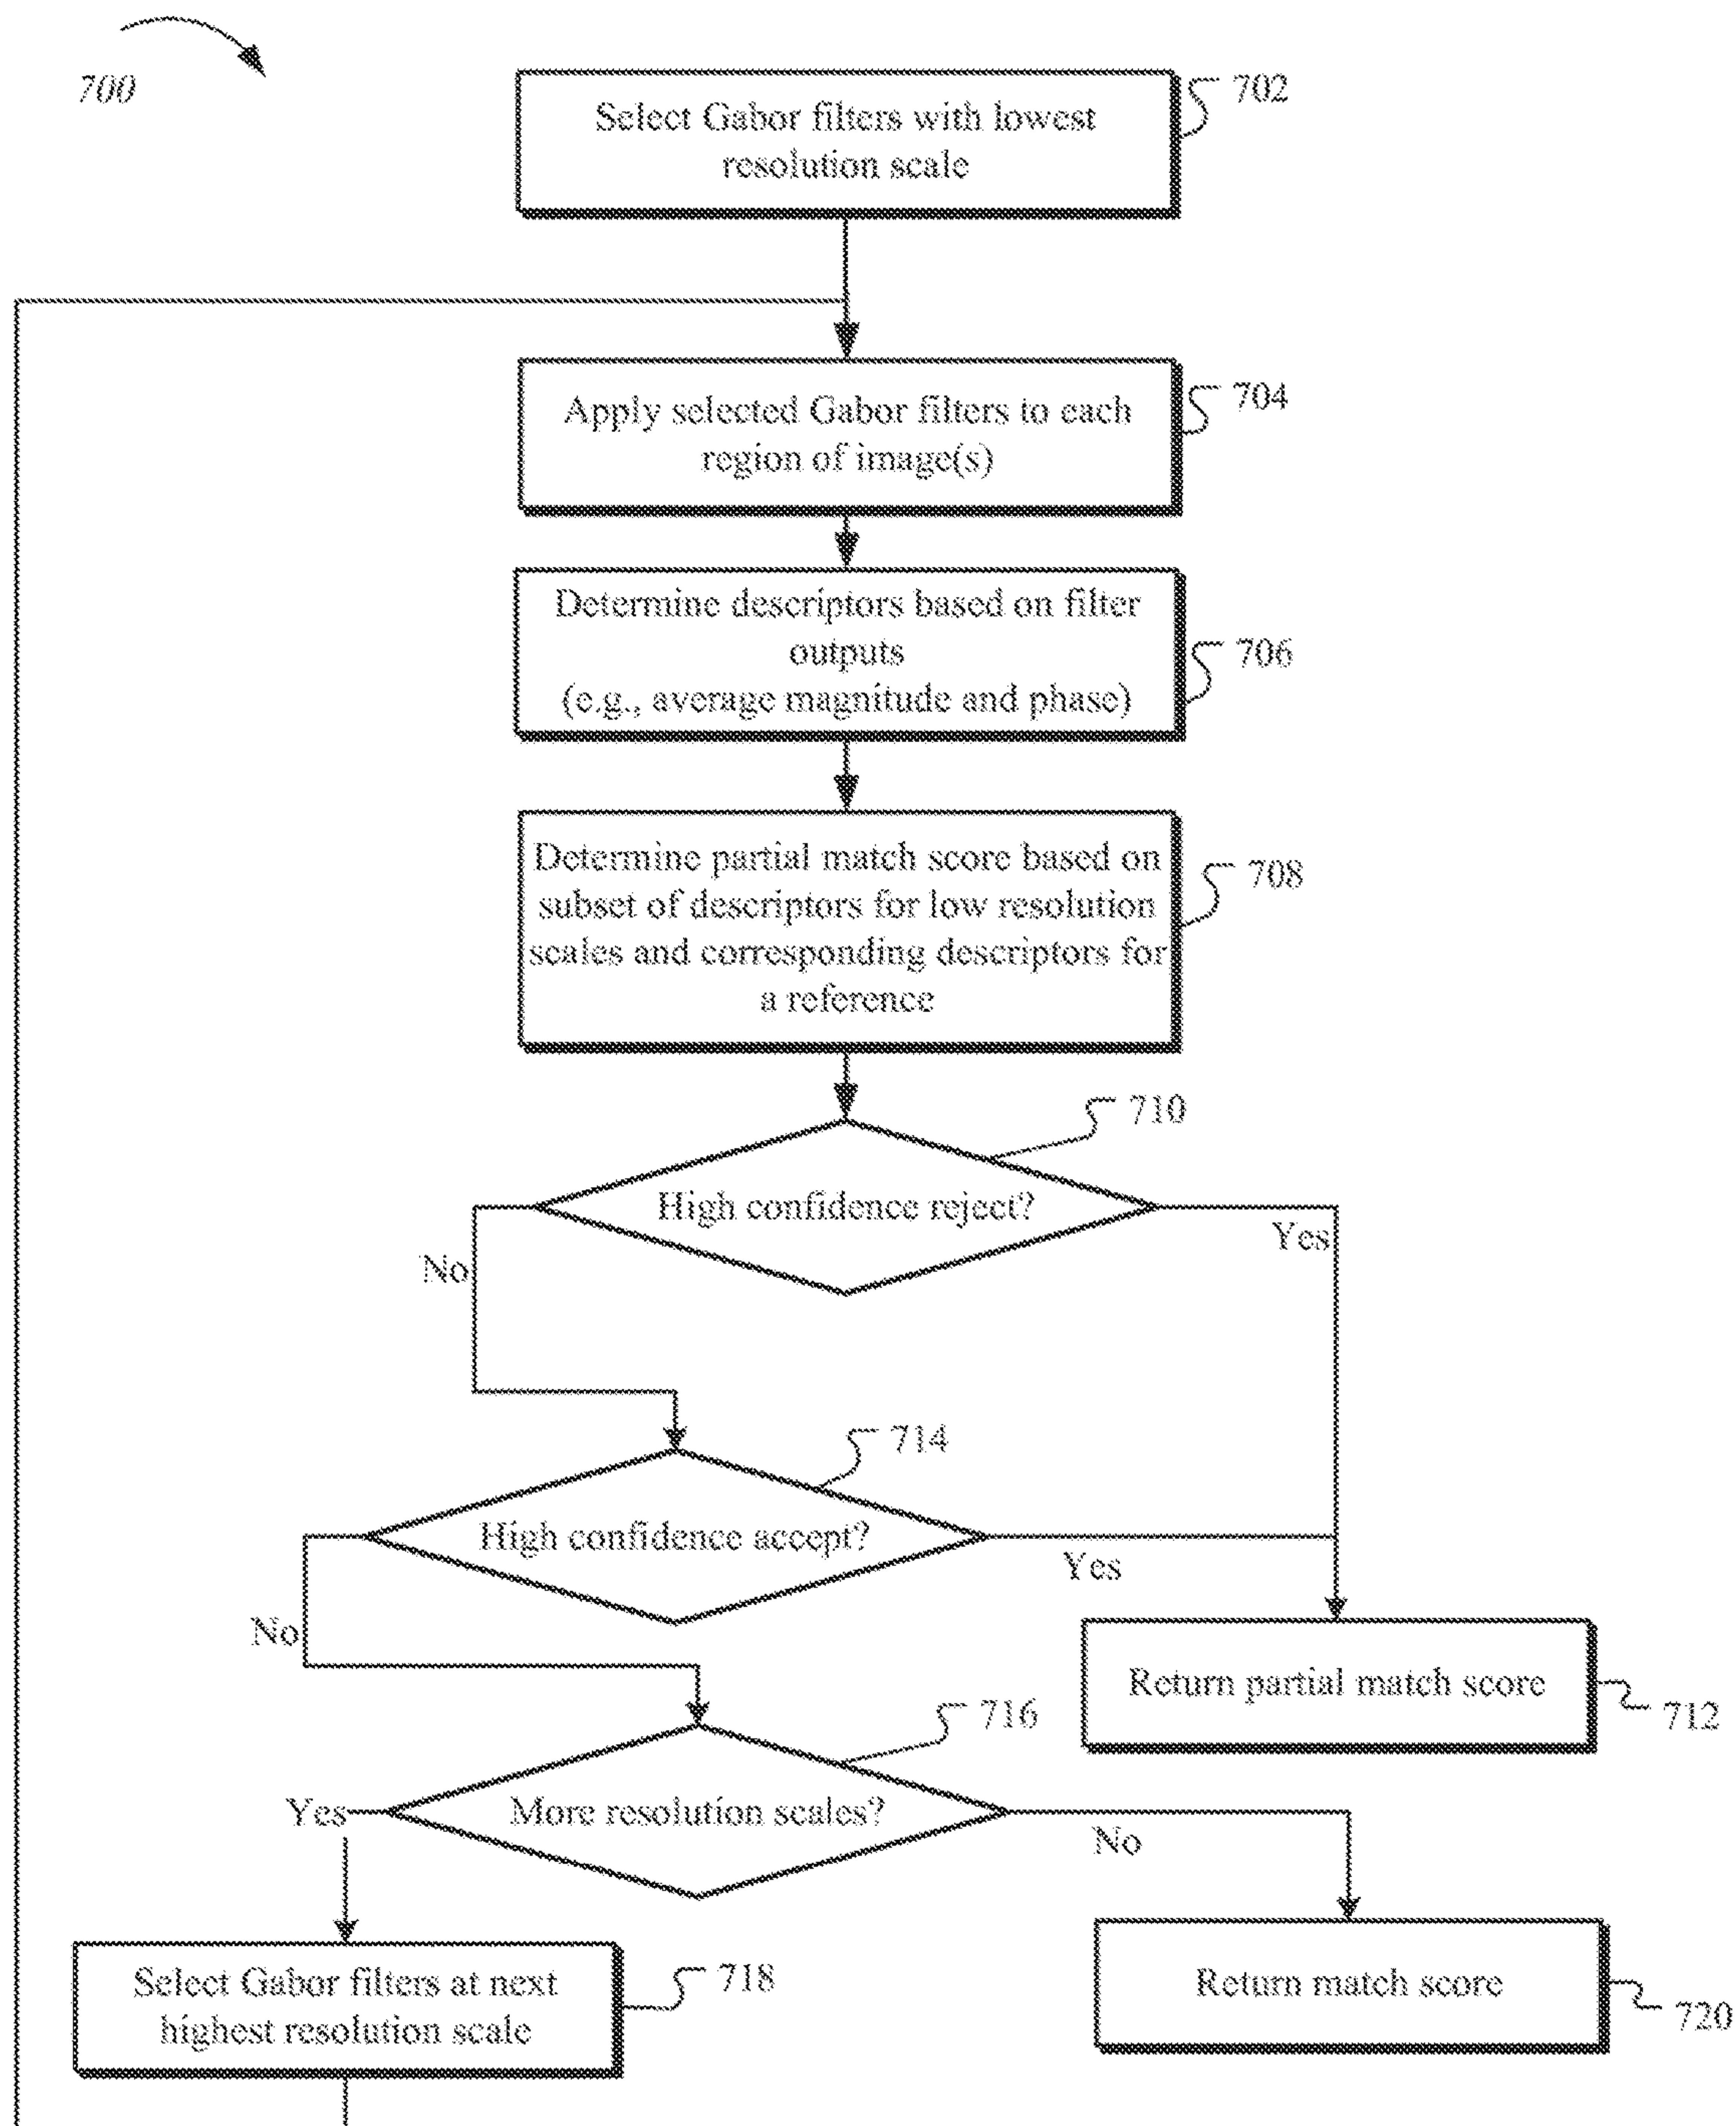 700
702
Select Gabor filters with lowest
resolution scale
704
Apply selected Gabor filters to each
region of image(s)
Determine descriptors based on filter
outputs
(e.g., average magnitude and phase)
706
Determine partial match score based on
subset of descriptors for low resolution
scales and corresponding descriptors for
a reference
708
710
High confidence reject?
Yes
No
714
High confidence accept?
Yes
No
Return partial match score
712
716
More resolution scales?
Yes
No
Select Gabor filters at next
highest resolution scale
718
Return match score
720